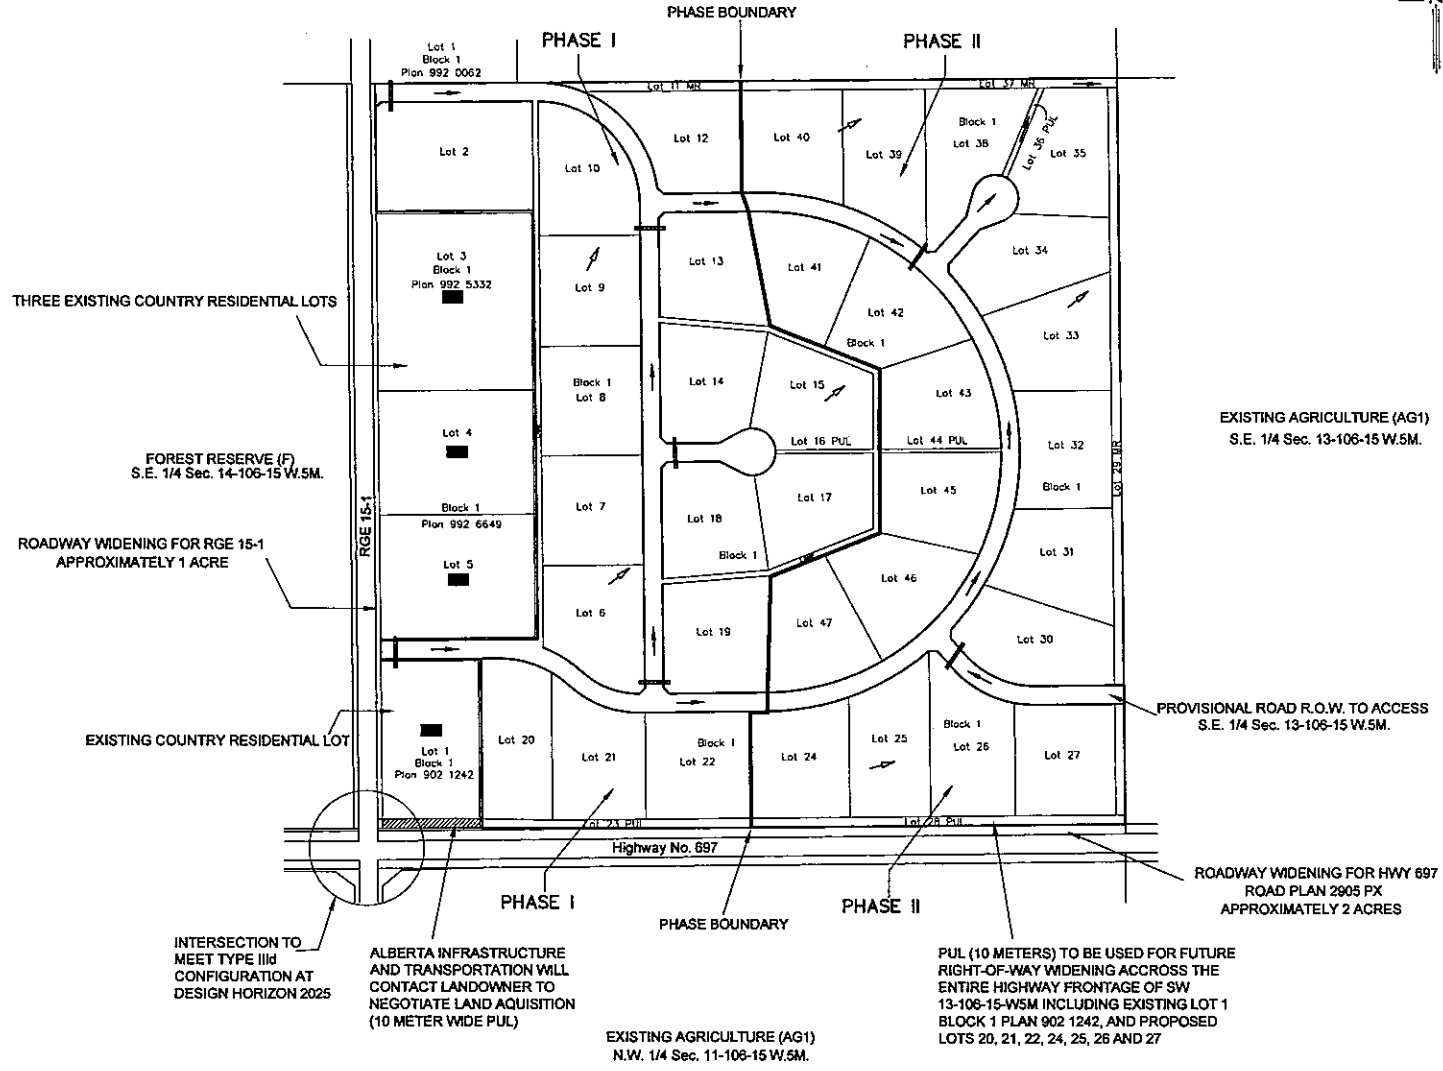 PHASE BOUNDARY
PHASE I
PHASE II
N
Lot 1
Block 1
Plan 992 0062
Lot 11 MR
Lot 37 MR
Lot 2
Lot 10
Lot 12
Lot 40
Lot 39
Block 1
Lot 38
Lot 36 PUL
Lot 35
Lot 3
Block 1
Plan 992 5332
Lot 9
Lot 13
Lot 41
Lot 42
Block 1
Lot 34
Lot 33
THREE EXISTING COUNTRY RESIDENTIAL LOTS
Block 1
Lot 8
Lot 14
Lot 15
Lot 43
EXISTING AGRICULTURE (AG1)
S.E. 1/4 Sec. 13-106-15 W.5M.
Lot 4
Lot 16 PUL
Lot 44 PUL
Lot 32
Lot 29 MR
Block 1
FOREST RESERVE (F)
S.E. 1/4 Sec. 14-106-15 W.5M.
RGE 15-1
Block 1
Plan 992 6649
Lot 7
Lot 18
Block 1
Lot 17
Lot 45
ROADWAY WIDENING FOR RGE 15-1
APPROXIMATELY 1 ACRE
Lot 5
Lot 6
Lot 19
Lot 47
Lot 46
Lot 31
Lot 30
PROVISIONAL ROAD R.O.W. TO ACCESS
S.E. 1/4 Sec. 13-106-15 W.5M.
EXISTING COUNTRY RESIDENTIAL LOT
Lot 1
Block 1
Plan 902 1242
Lot 20
Lot 21
Block 1
Lot 22
Lot 24
Lot 25
Block 1
Lot 26
Lot 27
Lot 23 PUL
Lot 28 PUL
Highway No. 697
ROADWAY WIDENING FOR HWY 697
ROAD PLAN 2905 PX
APPROXIMATELY 2 ACRES
PHASE I
PHASE BOUNDARY
PHASE II
INTERSECTION TO
MEET TYPE IIId
CONFIGURATION AT
DESIGN HORIZON 2025
ALBERTA INFRASTRUCTURE
AND TRANSPORTATION WILL
CONTACT LANDOWNER TO
NEGOTIATE LAND AQUISITION
(10 METER WIDE PUL)
PUL (10 METERS) TO BE USED FOR FUTURE
RIGHT-OF-WAY WIDENING ACCROSS THE
ENTIRE HIGHWAY FRONTAGE OF SW
13-106-15-W5M INCLUDING EXISTING LOT 1
BLOCK 1 PLAN 902 1242, AND PROPOSED
LOTS 20, 21, 22, 24, 25, 26 AND 27
EXISTING AGRICULTURE (AG1)
N.W. 1/4 Sec. 11-106-15 W.5M.